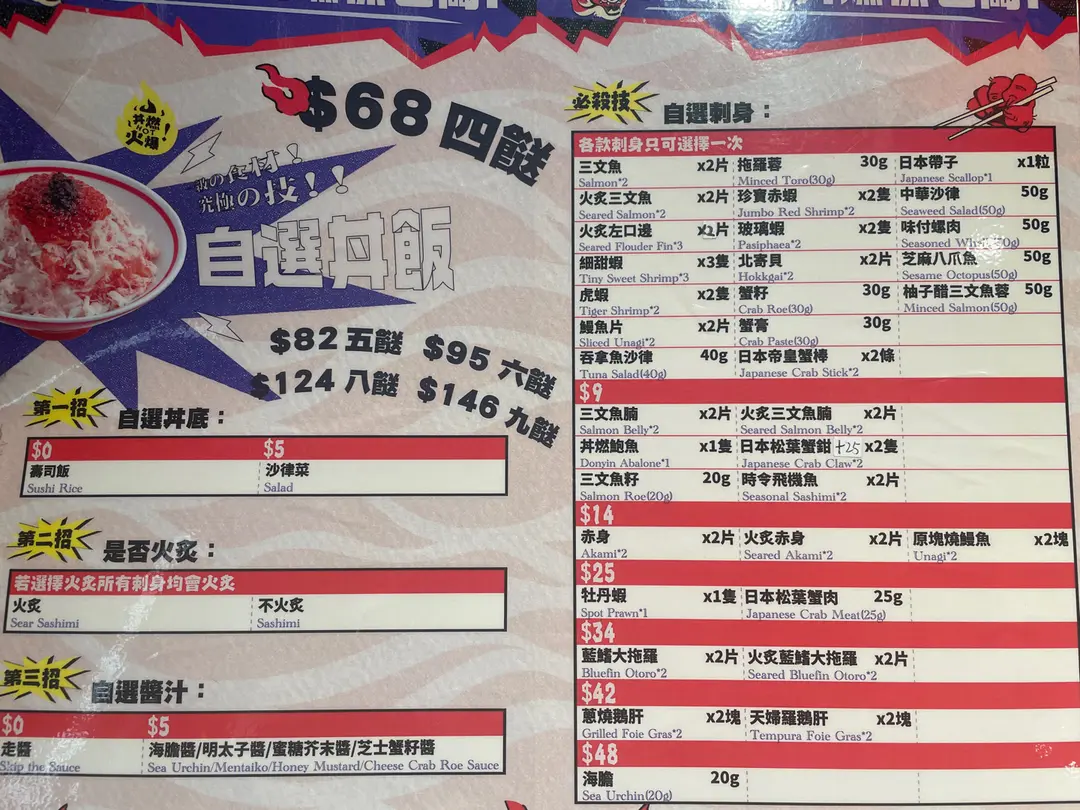 丼燃
HOT
火爆!
$68 四餸
の食材!
究極の技!!
自選丼飯
$82 五餸 $95 六餸
$124 八餸 $146 九餸
第一招 自選丼底：
$0 $5
壽司飯 沙律菜
Sushi Rice Salad
第二招 是否火炙：
若選擇火炙所有刺身均會火炙
火炙 不火炙
Sear Sashimi Sashimi
第三招 自選醬汁：
$0 $5
走醬 海膽醬/明太子醬/蜜糖芥末醬/芝士蟹籽醬
Skip the Sauce Sea Urchin/Mentaiko/Honey Mustard/Cheese Crab Roe Sauce
必殺技 自選刺身：
各款刺身只可選擇一次
三文魚 x2片 拖羅蓉 30g 日本帶子 x1粒
Salmon*2 Minced Toro(30g) Japanese Scallop*1
火炙三文魚 x2片 珍寶赤蝦 x2隻 中華沙律 50g
Seared Salmon*2 Jumbo Red Shrimp*2 Seaweed Salad(50g)
火炙左口邊 片 玻璃蝦 x2隻 味付螺肉 50g
Seared Flouder Fin*3 Pasiphaea*2 Seasoned
細甜蝦 x3隻 北寄貝 x2片 芝麻八爪魚 50g
Tiny Sweet Shrimp*3 Hokkgai*2 Sesame Octopus(50g)
虎蝦 x2隻 蟹籽 30g 柚子醋三文魚蓉 50g
Tiger Shrimp*2 Crab Roe(30g) Minced Salmon(50g)
鰻魚片 x2片 蟹膏 30g
Sliced Unagi*2 Crab Paste(30g)
吞拿魚沙律 40g 日本帝皇蟹棒 x2條
Tuna Salad(40g) Japanese Crab Stick*2
$9
三文魚腩 x2片 火炙三文魚腩 x2片
Salmon Belly*2 Seared Salmon Belly*2
丼燃鮑魚 x1隻 日本松葉蟹鉗 +25 x2隻
Donyin Abalone*1 Japanese Crab Claw*2
三文魚籽 20g 時令飛機魚 x2片
Salmon Roe(20g) Seasonal Sashimi*2
$14
赤身 x2片 火炙赤身 x2片 原塊燒鰻魚 x2塊
Akami*2 Seared Akami*2 Unagi*2
$25
牡丹蝦 x1隻 日本松葉蟹肉 25g
Spot Prawn*1 Japanese Crab Meat(25g)
$34
藍鰭大拖羅 x2片 火炙藍鰭大拖羅 x2片
Bluefin Otoro*2 Seared Bluefin Otoro*2
$42
蔥燒鵝肝 x2塊 天婦羅鵝肝 x2塊
Grilled Foie Gras*2 Tempura Foie Gras*2
$48
海膽 20g
Sea Urchin(20g)